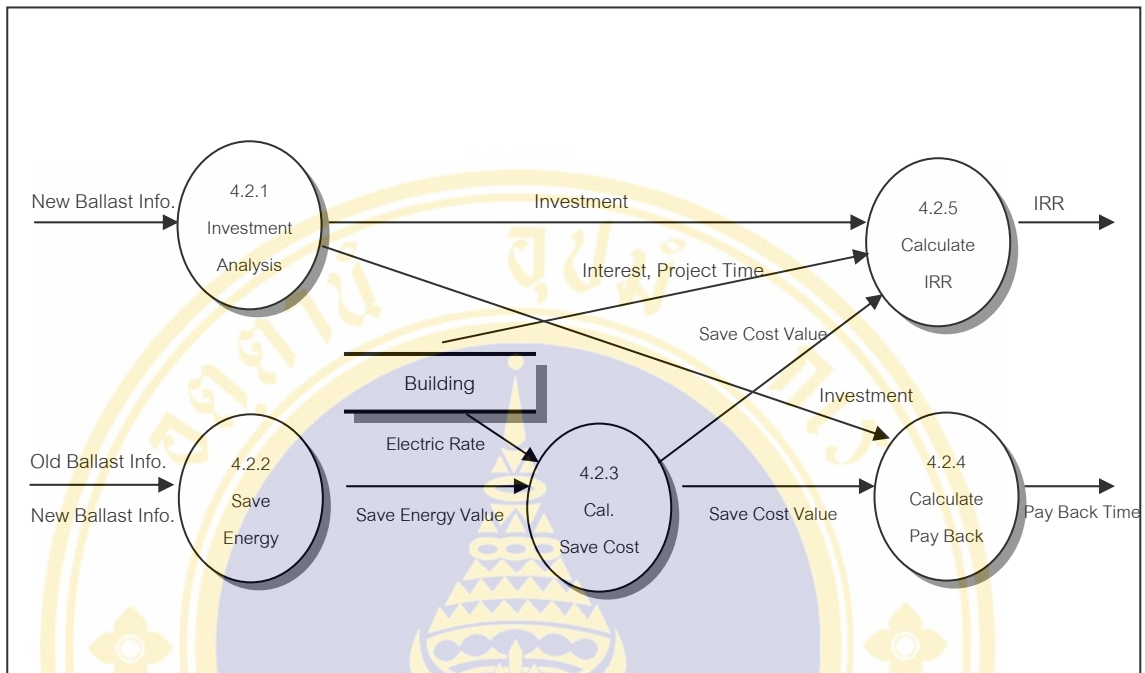 New Ballast Info.
4.2.1
Investment
Analysis
Investment
4.2.5
Calculate
IRR
IRR
Interest, Project Time
Save Cost Value
Building
Investment
Electric Rate
Old Ballast Info.
New Ballast Info.
4.2.2
Save
Energy
Save Energy Value
4.2.3
Cal.
Save Cost
Save Cost Value
4.2.4
Calculate
Pay Back
Pay Back Time